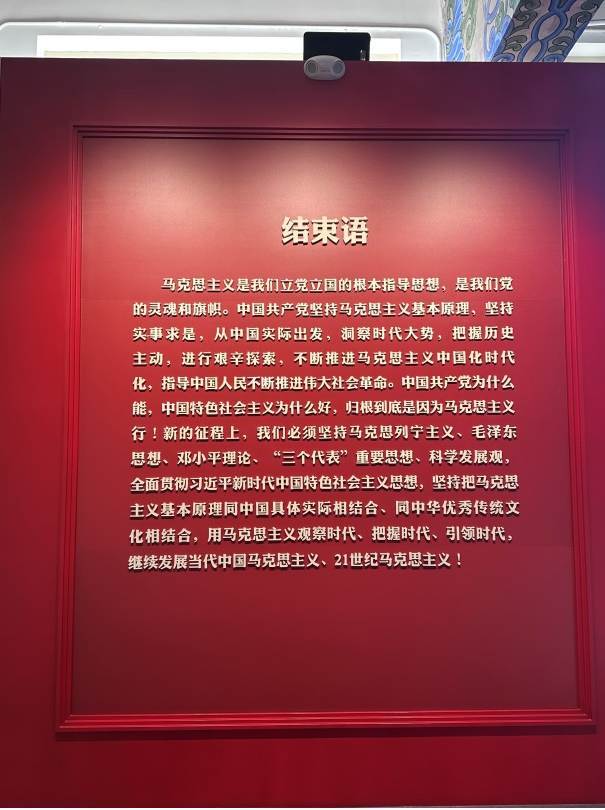 结束语
马克思主义是我们立党立国的根本指导思想，是我们党
的灵魂和旗帜。中国共产党坚持马克思主义基本原理，坚持
实事求是，从中国实际出发，洞察时代大势，把握历史
主动，进行艰辛探索，不断推进马克思主义中国化时代
化，指导中国人民不断推进伟大社会革命。中国共产党为什么
能，中国特色社会主义为什么好，归根到底是因为马克思主义
行！新的征程上，我们必须坚持马克思列宁主义、毛泽东
思想、邓小平理论、“三个代表”重要思想、科学发展观，
全面贯彻习近平新时代中国特色社会主义思想，坚持把马克思
主义基本原理同中国具体实际相结合、同中华优秀传统文
化相结合，用马克思主义观察时代、把握时代、引领时代，
继续发展当代中国马克思主义、21世纪马克思主义！